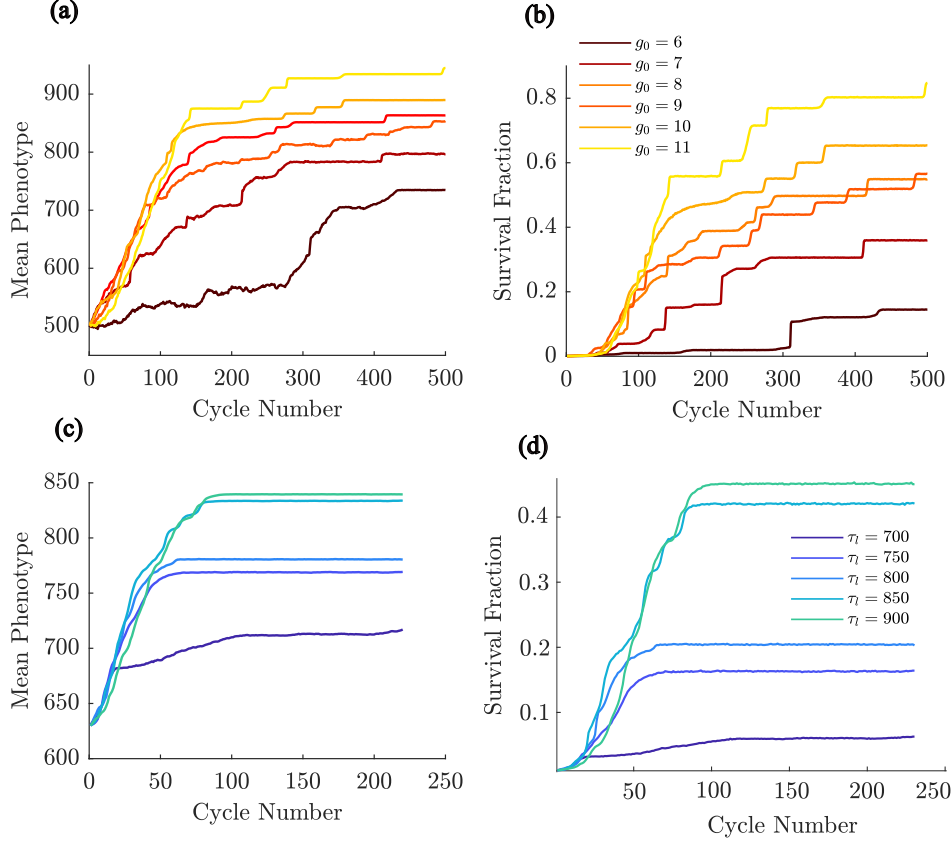 (a)
Mean Phenotype
900
800
700
600
500
0
100
200
300
400
500
Cycle Number
(b)
Survival Fraction
0.8
0.6
0.4
0.2
0
0
100
200
300
400
500
Cycle Number
g₀ = 6
g₀ = 7
g₀ = 8
g₀ = 9
g₀ = 10
g₀ = 11
(c)
Mean Phenotype
850
800
750
700
650
600
0
50
100
150
200
250
Cycle Number
(d)
Survival Fraction
0.4
0.3
0.2
0.1
50
100
150
200
250
Cycle Number
τₗ = 700
τₗ = 750
τₗ = 800
τₗ = 850
τₗ = 900